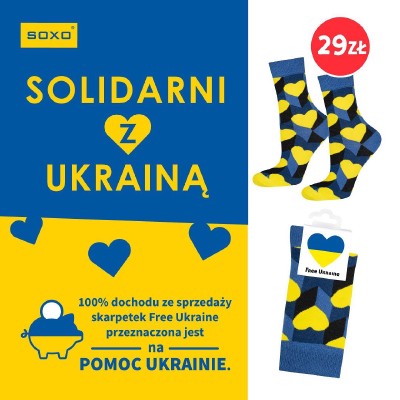 SOXO®
29ZŁ
SOLIDARNI
Z
UKRAINĄ
100% dochodu ze sprzedaży
skarpetek Free Ukraine
przeznaczona jest
na
POMOC UKRAINIE.
Free Ukraine